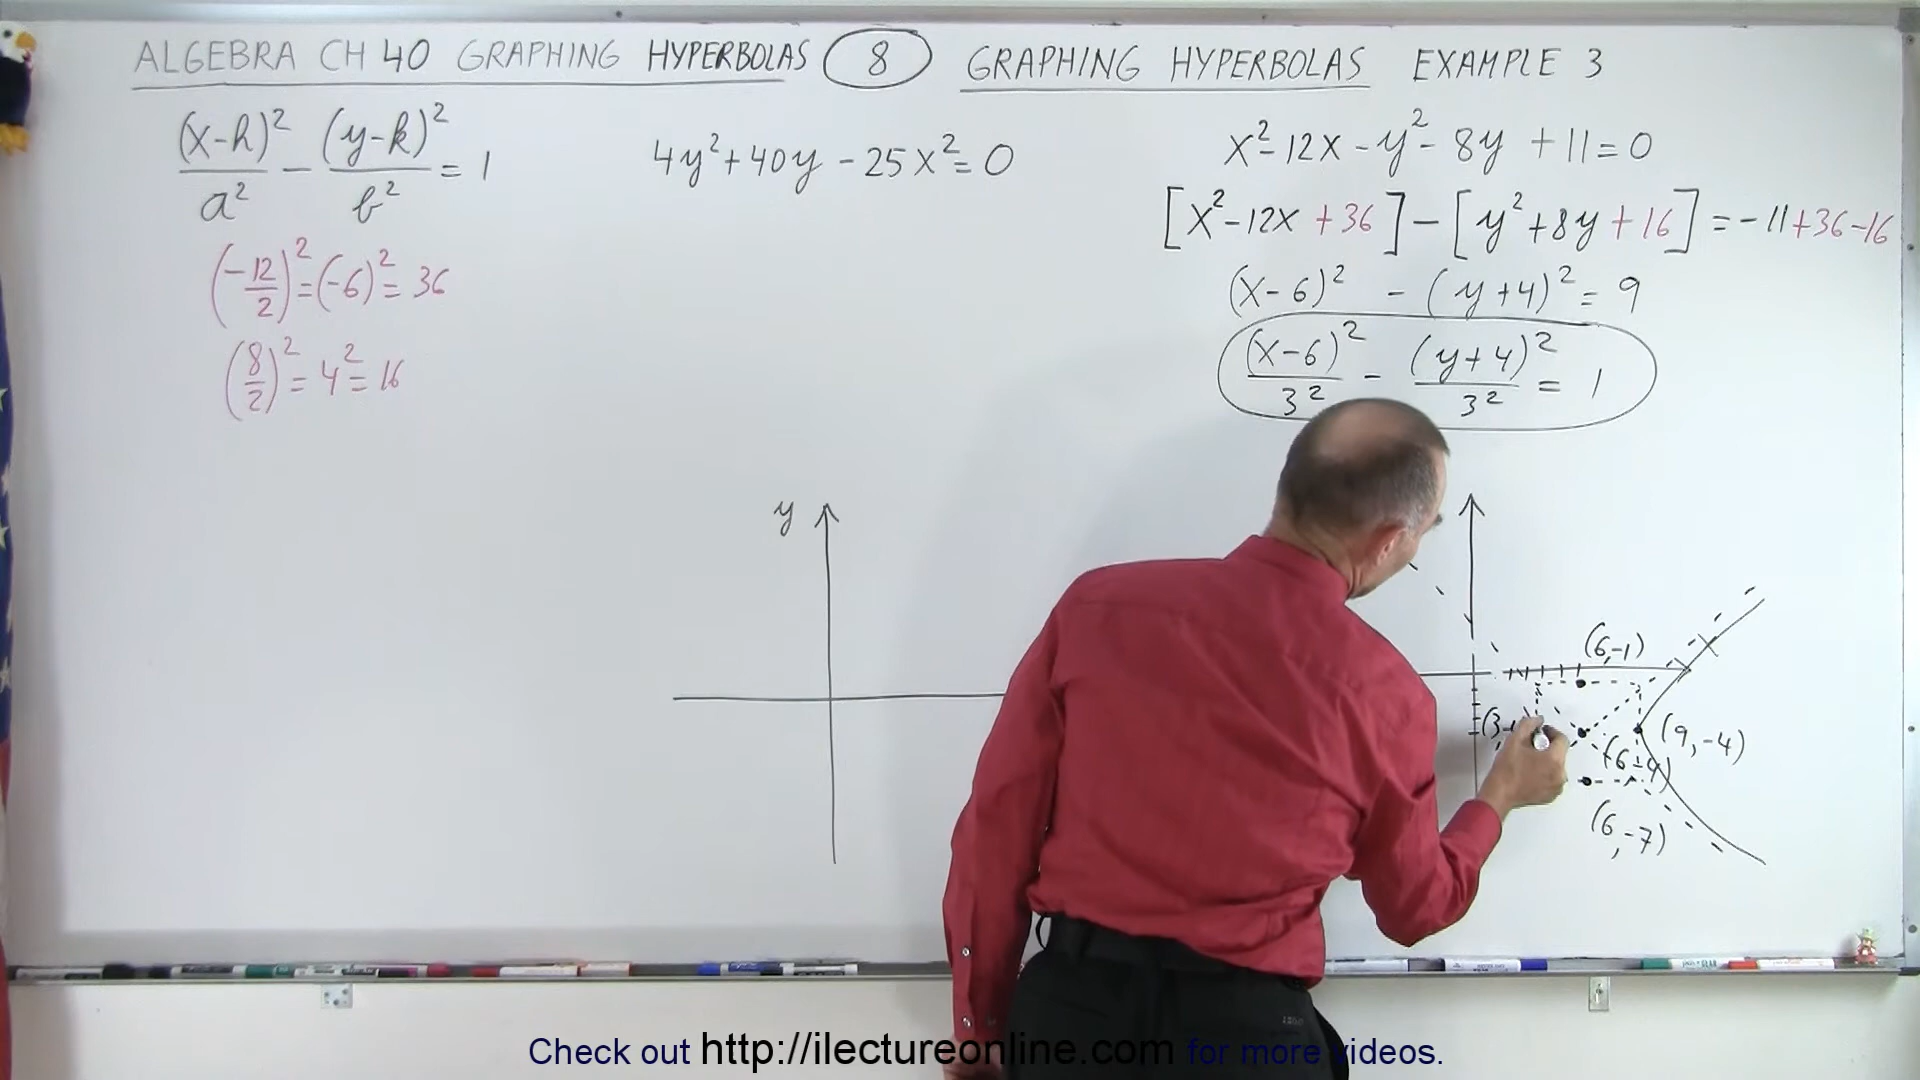 ALGEBRA CH 40 GRAPHING HYPERBOLAS 8 GRAPHING HYPERBOLAS EXAMPLE 3
(x-h)²/a² - (y-k)²/b² = 1
(-12/2)² = (-6)² = 36
(8/2)² = 4² = 16
4y² + 40y - 25x² = 0
x² - 12x - y² - 8y + 11 = 0
[x² - 12x + 36] - [y² + 8y + 16] = -11 + 36 - 16
(x-6)² - (y+4)² = 9
(x-6)²/3² - (y+4)²/3² = 1
y
(6,-1)
(9,-4)
(6,-4)
(6,-7)
Check out http://ilectureonline.com for more videos.